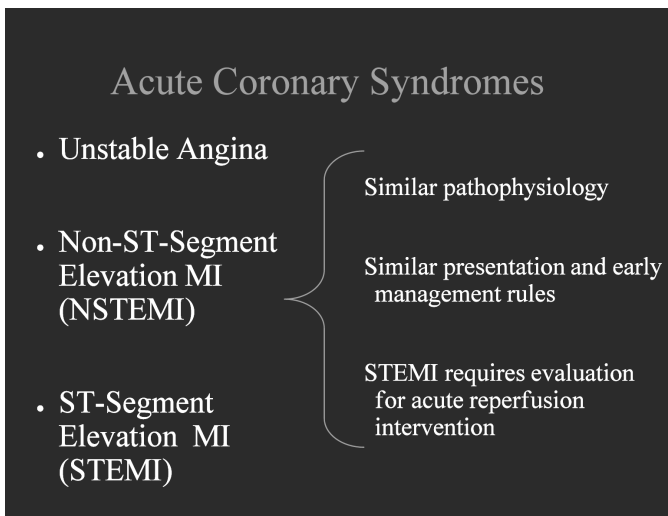 Acute Coronary Syndromes
• Unstable Angina
• Non-ST-Segment
Elevation MI
(NSTEMI)
• ST-Segment
Elevation MI
(STEMI)
Similar pathophysiology
Similar presentation and early
management rules
STEMI requires evaluation
for acute reperfusion
intervention